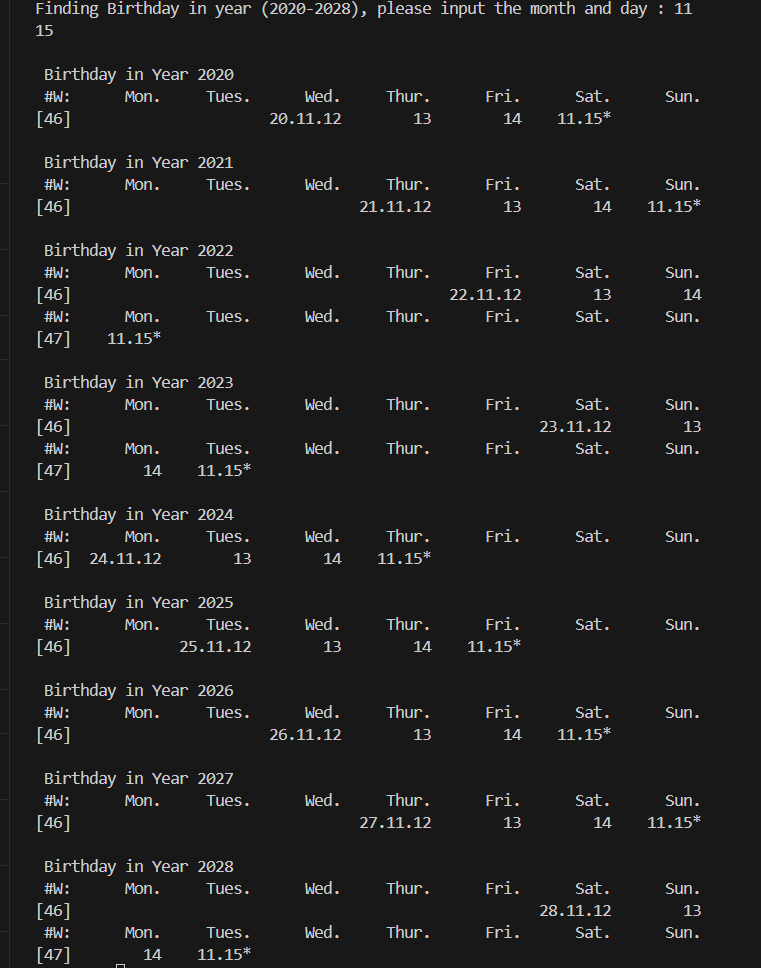 Finding Birthday in year (2020-2028), please input the month and day : 11
15
Birthday in Year 2020
#W: Mon. Tues. Wed. Thur. Fri. Sat. Sun.
[46] 20.11.12 13 14 11.15*
Birthday in Year 2021
#W: Mon. Tues. Wed. Thur. Fri. Sat. Sun.
[46] 21.11.12 13 14 11.15*
Birthday in Year 2022
#W: Mon. Tues. Wed. Thur. Fri. Sat. Sun.
[46] 22.11.12 13 14
#W: Mon. Tues. Wed. Thur. Fri. Sat. Sun.
[47] 11.15*
Birthday in Year 2023
#W: Mon. Tues. Wed. Thur. Fri. Sat. Sun.
[46] 23.11.12 13
#W: Mon. Tues. Wed. Thur. Fri. Sat. Sun.
[47] 14 11.15*
Birthday in Year 2024
#W: Mon. Tues. Wed. Thur. Fri. Sat. Sun.
[46] 24.11.12 13 14 11.15*
Birthday in Year 2025
#W: Mon. Tues. Wed. Thur. Fri. Sat. Sun.
[46] 25.11.12 13 14 11.15*
Birthday in Year 2026
#W: Mon. Tues. Wed. Thur. Fri. Sat. Sun.
[46] 26.11.12 13 14 11.15*
Birthday in Year 2027
#W: Mon. Tues. Wed. Thur. Fri. Sat. Sun.
[46] 27.11.12 13 14 11.15*
Birthday in Year 2028
#W: Mon. Tues. Wed. Thur. Fri. Sat. Sun.
[46] 28.11.12 13
#W: Mon. Tues. Wed. Thur. Fri. Sat. Sun.
[47] 14 11.15*